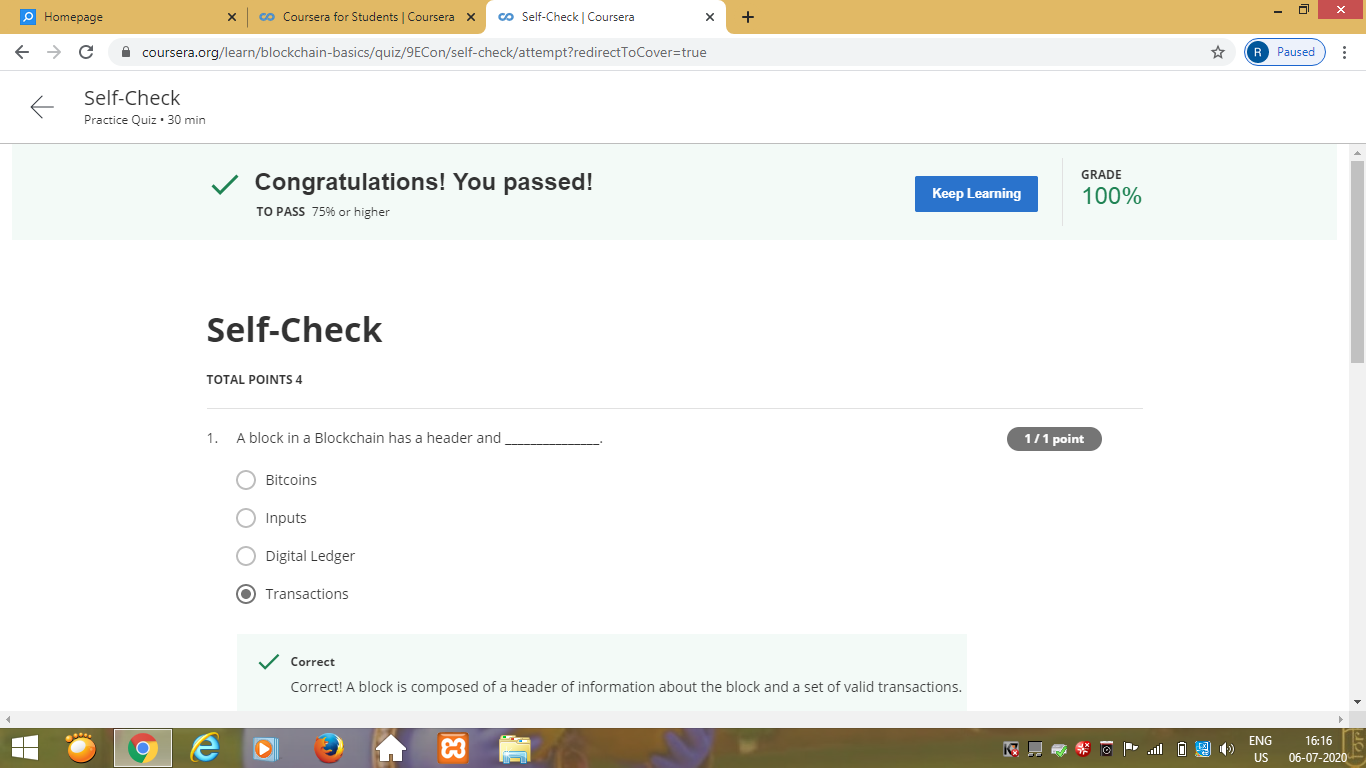 Homepage
Coursera for Students | Coursera
Self-Check | Coursera
coursera.org/learn/blockchain-basics/quiz/9ECon/self-check/attempt?redirectToCover=true
R
Paused
Self-Check
Practice Quiz • 30 min
Congratulations! You passed!
TO PASS 75% or higher
Keep Learning
GRADE
100%
Self-Check
TOTAL POINTS 4
1. A block in a Blockchain has a header and _______________.
1 / 1 point
Bitcoins
Inputs
Digital Ledger
Transactions
Correct
Correct! A block is composed of a header of information about the block and a set of valid transactions.
ENG
US
16:16
06-07-2020